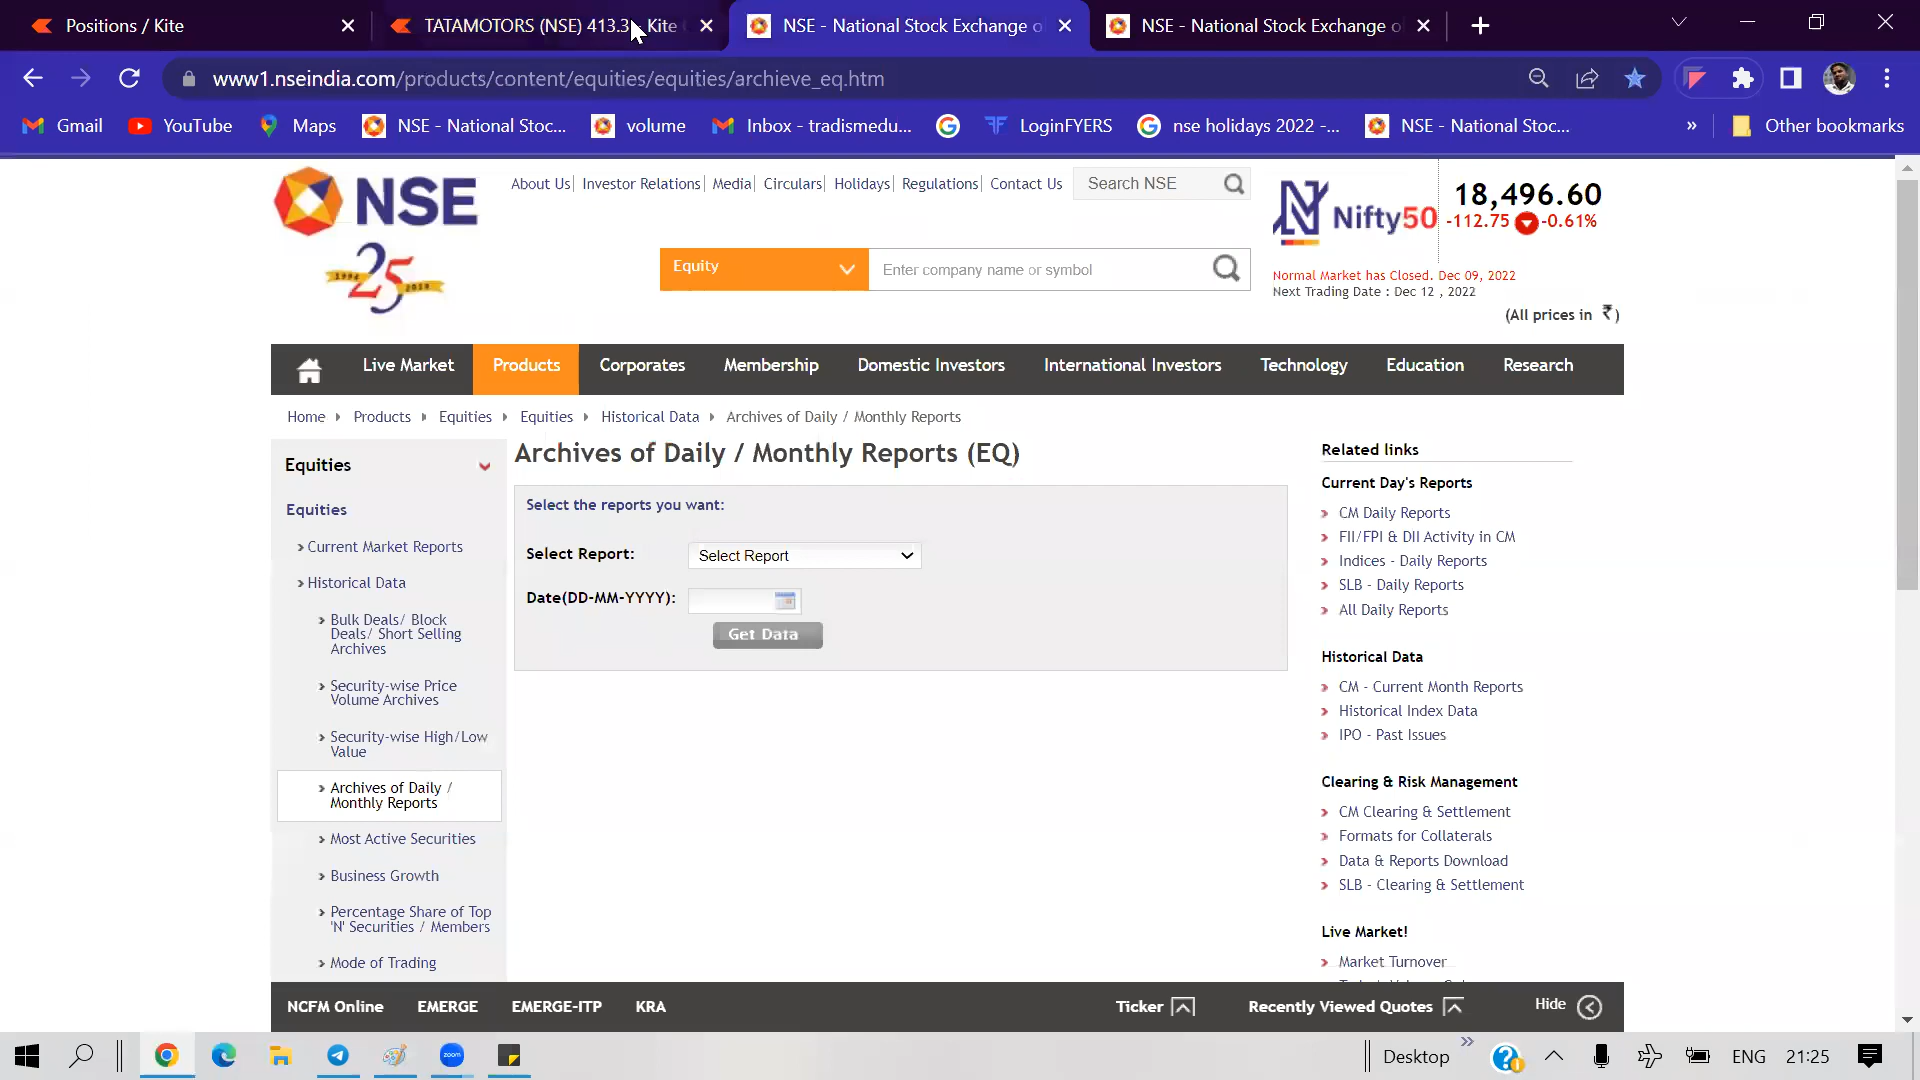 Positions / Kite
TATAMOTORS (NSE) 413.3 Kite
NSE - National Stock Exchange o
NSE - National Stock Exchange o
www1.nseindia.com/products/content/equities/equities/archieve_eq.htm
Gmail
YouTube
Maps
NSE - National Stoc...
volume
Inbox - tradismedu...
LoginFYERS
nse holidays 2022 -...
NSE - National Stoc...
»
Other bookmarks
NSE
About Us
Investor Relations
Media
Circulars
Holidays
Regulations
Contact Us
Search NSE
Nifty50
18,496.60
-112.75 -0.61%
25
1994
Equity
Enter company name or symbol
Normal Market has Closed. Dec 09, 2022
Next Trading Date : Dec 12 , 2022
(All prices in ₹)
Live Market
Products
Corporates
Membership
Domestic Investors
International Investors
Technology
Education
Research
Home
Products
Equities
Equities
Historical Data
Archives of Daily / Monthly Reports
Equities
Equities
Current Market Reports
Historical Data
Bulk Deals/ Block
Deals/ Short Selling
Archives
Security-wise Price
Volume Archives
Security-wise High/Low
Value
Archives of Daily /
Monthly Reports
Most Active Securities
Business Growth
Percentage Share of Top
'N' Securities / Members
Mode of Trading
Archives of Daily / Monthly Reports (EQ)
Select the reports you want:
Select Report:
Select Report
Date(DD-MM-YYYY):
Get Data
Related links
Current Day's Reports
CM Daily Reports
FII/FPI & DII Activity in CM
Indices - Daily Reports
SLB - Daily Reports
All Daily Reports
Historical Data
CM - Current Month Reports
Historical Index Data
IPO - Past Issues
Clearing & Risk Management
CM Clearing & Settlement
Formats for Collaterals
Data & Reports Download
SLB - Clearing & Settlement
Live Market!
Market Turnover
NCFM Online
EMERGE
EMERGE-ITP
KRA
Ticker
Recently Viewed Quotes
Hide
zoom
Desktop
»
ENG
21:25